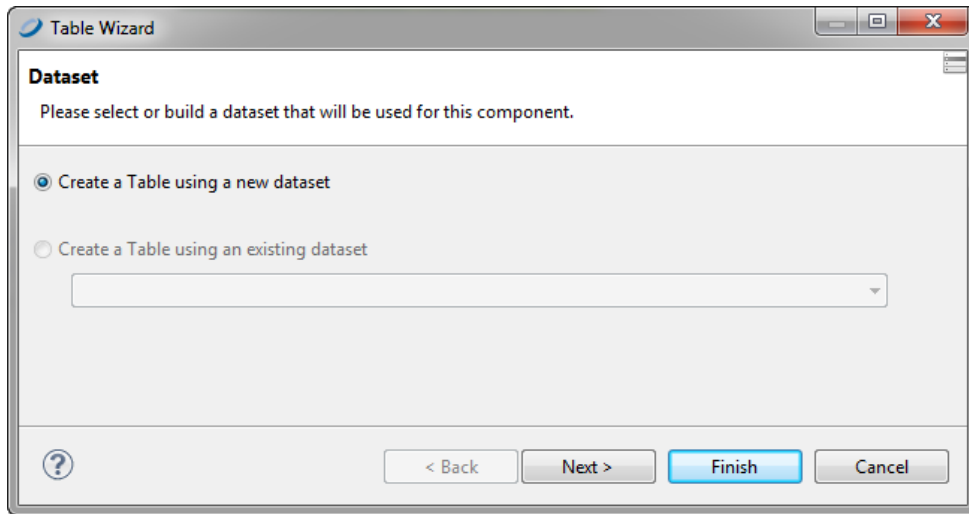 Table Wizard
Dataset
Please select or build a dataset that will be used for this component.
Create a Table using a new dataset
Create a Table using an existing dataset
?
< Back Next > Finish Cancel